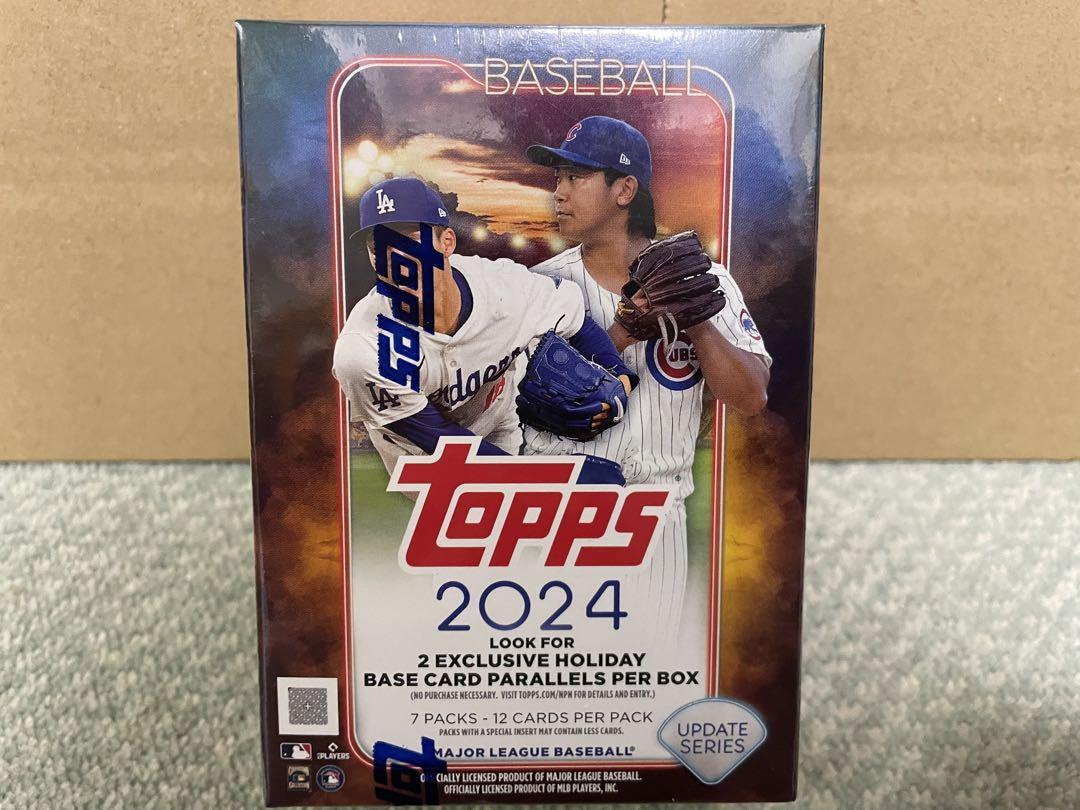 BASEBALL
C
LA
topps
CUBS
Dodgers
LA
topps
2024
LOOK FOR
2 EXCLUSIVE HOLIDAY
BASE CARD PARALLELS PER BOX
(NO PURCHASE NECESSARY. VISIT TOPPS.COM/NPN FOR DETAILS AND ENTRY.)
7 PACKS - 12 CARDS PER PACK
PACKS WITH A SPECIAL INSERT MAY CONTAIN LESS CARDS.
UPDATE
SERIES
MAJOR LEAGUE BASEBALL®
PLAYERS
topps
OFFICIALLY LICENSED PRODUCT OF MAJOR LEAGUE BASEBALL.
OFFICIALLY LICENSED PRODUCT OF MLB PLAYERS, INC.